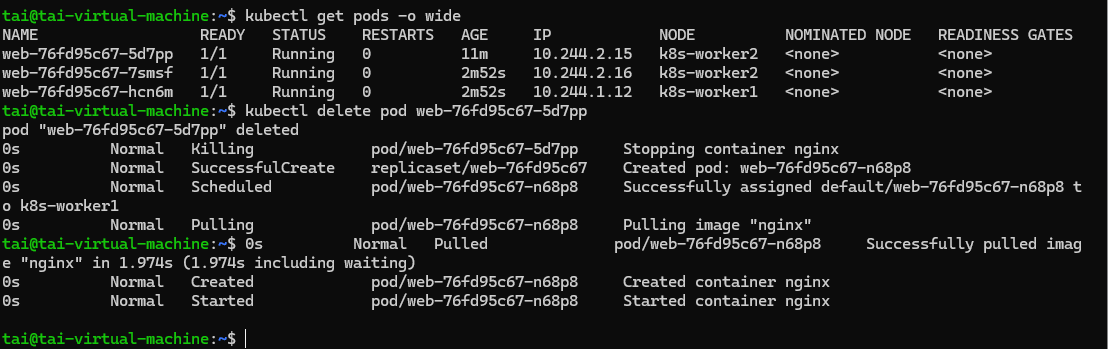 tai@tai-virtual-machine:~$ kubectl get pods -o wide
NAME                   READY   STATUS    RESTARTS   AGE     IP            NODE          NOMINATED NODE   READINESS GATES
web-76fd95c67-5d7pp    1/1     Running   0          11m     10.244.2.15   k8s-worker2   <none>           <none>
web-76fd95c67-7smsf    1/1     Running   0          2m52s   10.244.2.16   k8s-worker2   <none>           <none>
web-76fd95c67-hcn6m    1/1     Running   0          2m52s   10.244.1.12   k8s-worker1   <none>           <none>
tai@tai-virtual-machine:~$ kubectl delete pod web-76fd95c67-5d7pp
pod "web-76fd95c67-5d7pp" deleted
0s          Normal   Killing                pod/web-76fd95c67-5d7pp     Stopping container nginx
0s          Normal   SuccessfulCreate   replicaset/web-76fd95c67    Created pod: web-76fd95c67-n68p8
0s          Normal   Scheduled              pod/web-76fd95c67-n68p8     Successfully assigned default/web-76fd95c67-n68p8 t
o k8s-worker1
0s          Normal   Pulling                pod/web-76fd95c67-n68p8     Pulling image "nginx"
tai@tai-virtual-machine:~$ 0s          Normal   Pulled              pod/web-76fd95c67-n68p8     Successfully pulled imag
e "nginx" in 1.974s (1.974s including waiting)
0s          Normal   Created                pod/web-76fd95c67-n68p8     Created container nginx
0s          Normal   Started                pod/web-76fd95c67-n68p8     Started container nginx
tai@tai-virtual-machine:~$